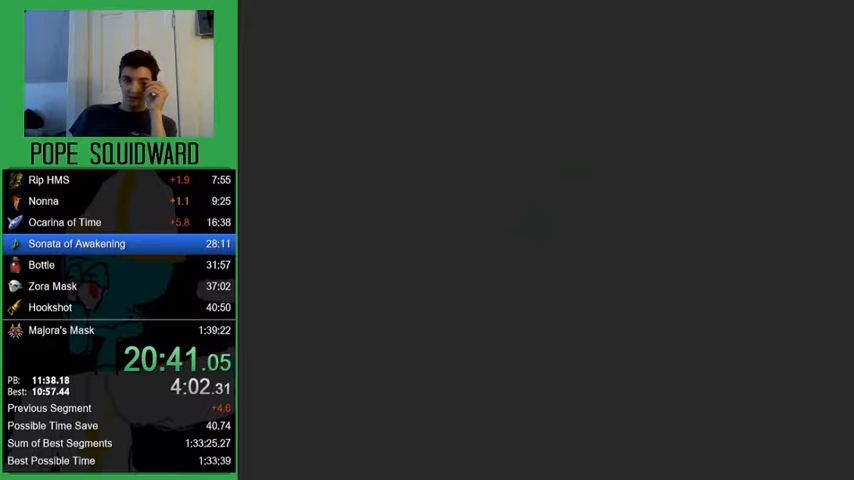 POPE SQUIDWARD
Rip HMS +1.9 7:55
Nonna +1.1 9:25
Ocarina of Time +5.8 16:38
Sonata of Awakening 28:11
Bottle 31:57
Zora Mask 37:02
Hookshot 40:50
Majora's Mask 1:39:22
20:41.05
PB: 11:38.18
Best: 10:57.44 4:02.31
Previous Segment +4.6
Possible Time Save 40.74
Sum of Best Segments 1:33:25.27
Best Possible Time 1:33:39